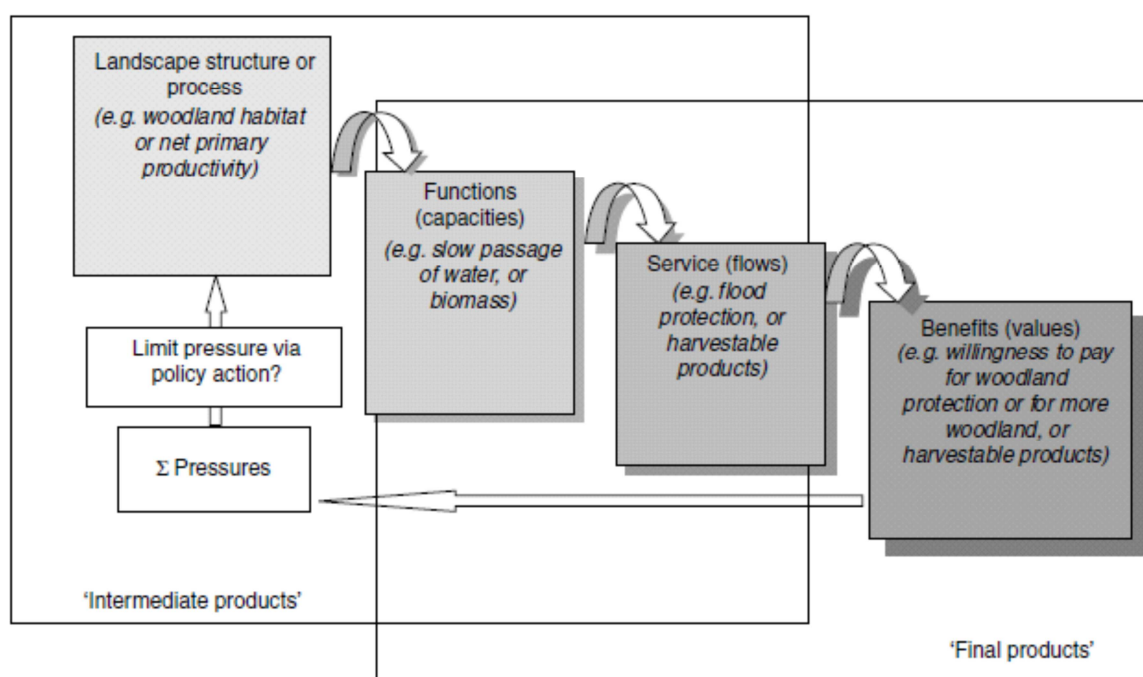 Landscape structure or
process
(e.g. woodland habitat
or net primary
productivity)
Functions
(capacities)
(e.g. slow passage
of water, or
biomass)
Service (flows)
(e.g. flood
protection, or
harvestable
products)
Benefits (values)
(e.g. willingness to pay
for woodland
protection or for more
woodland, or
harvestable products)
Limit pressure via
policy action?
Σ Pressures
‘Intermediate products’
‘Final products’